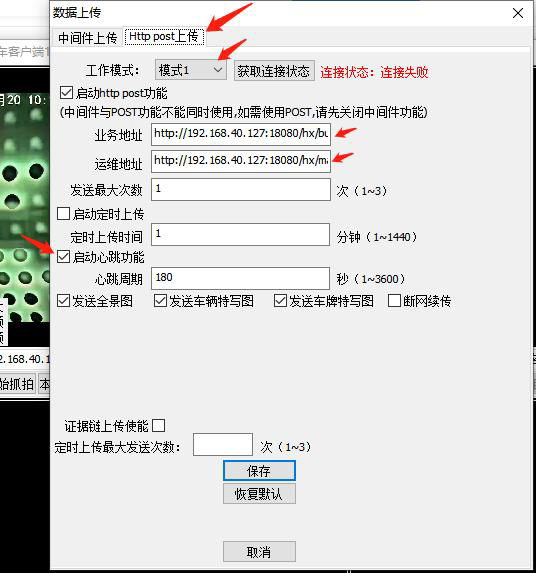 数据上传
中间件上传 Http post上传
车客户端
工作模式： 模式1 获取连接状态 连接状态：连接失败
月20 10:
启动http post功能
(中间件与POST功能不能同时使用,如需使用POST,请先关闭中间件功能)
业务地址 http://192.168.40.127:18080/hx/bu
运维地址 http://192.168.40.127:18080/hx/m
发送最大次数 1 次（1~3）
启动定时上传
定时上传时间 1 分钟（1~1440）
启动心跳功能
心跳周期 180 秒（1~3600）
发送全景图 发送车辆特写图 发送车牌特写图 断网续传
2.168.40.1
始抓拍 本
证据链上传使能
定时上传最大发送次数： 次（1~3）
保存
恢复默认
取消